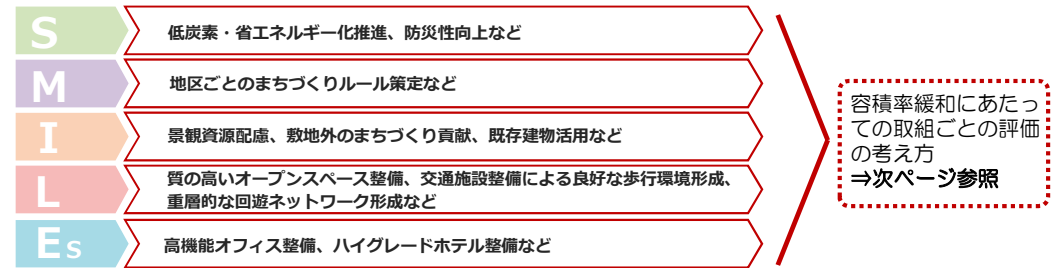 S
低炭素・省エネルギー化推進、防災性向上など
M
地区ごとのまちづくりルール策定など
I
景観資源配慮、敷地外のまちづくり貢献、既存建物活用など
L
質の高いオープンスペース整備、交通施設整備による良好な歩行環境形成、
重層的な回遊ネットワーク形成など
Es
高機能オフィス整備、ハイグレードホテル整備など
容積率緩和にあたっ
ての取組ごとの評価
の考え方
⇒次ページ参照